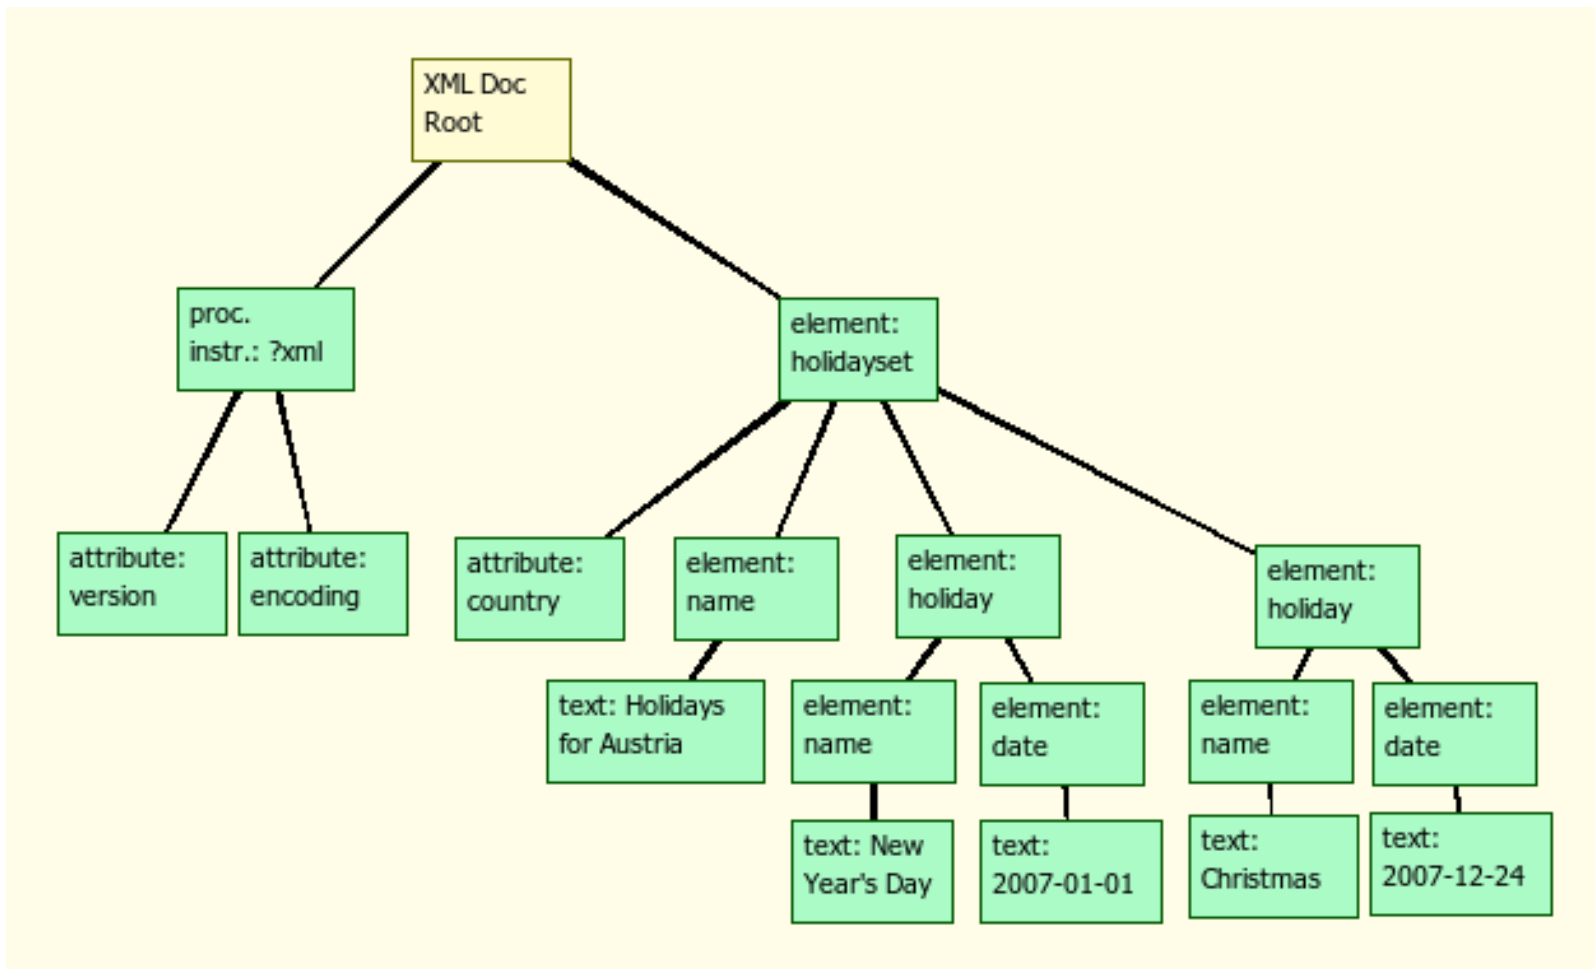 XML Doc
Root
proc.
instr.: ?xml
element:
holidayset
attribute:
version
attribute:
encoding
attribute:
country
element:
name
element:
holiday
element:
holiday
text: Holidays
for Austria
element:
name
element:
date
element:
name
element:
date
text: New
Year's Day
text:
2007-01-01
text:
Christmas
text:
2007-12-24